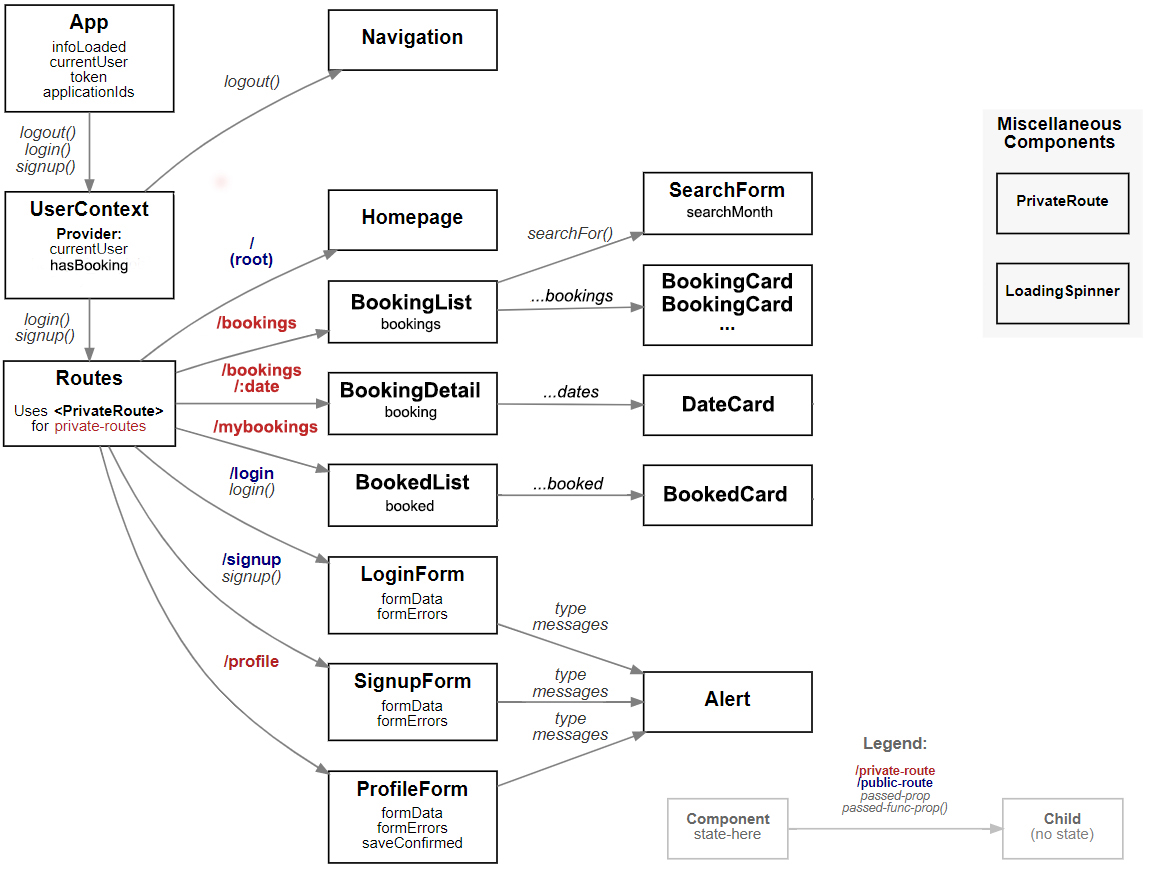 App
infoLoaded
currentUser
token
applicationIds
logout()
login()
signup()
UserContext
Provider:
currentUser
hasBooking
login()
signup()
Routes
Uses <PrivateRoute>
for private-routes
logout()
Navigation
/
(root)
Homepage
/bookings
BookingList
bookings
/bookings
/:date
BookingDetail
booking
/mybookings
BookedList
booked
/login
login()
LoginForm
formData
formErrors
/signup
signup()
SignupForm
formData
formErrors
/profile
ProfileForm
formData
formErrors
saveConfirmed
searchFor()
SearchForm
searchMonth
...bookings
BookingCard
BookingCard
...
...dates
DateCard
...booked
BookedCard
type
messages
type
messages
type
messages
Alert
Miscellaneous
Components
PrivateRoute
LoadingSpinner
Legend:
/private-route
/public-route
passed-prop
passed-func-prop()
Component
state-here
Child
(no state)